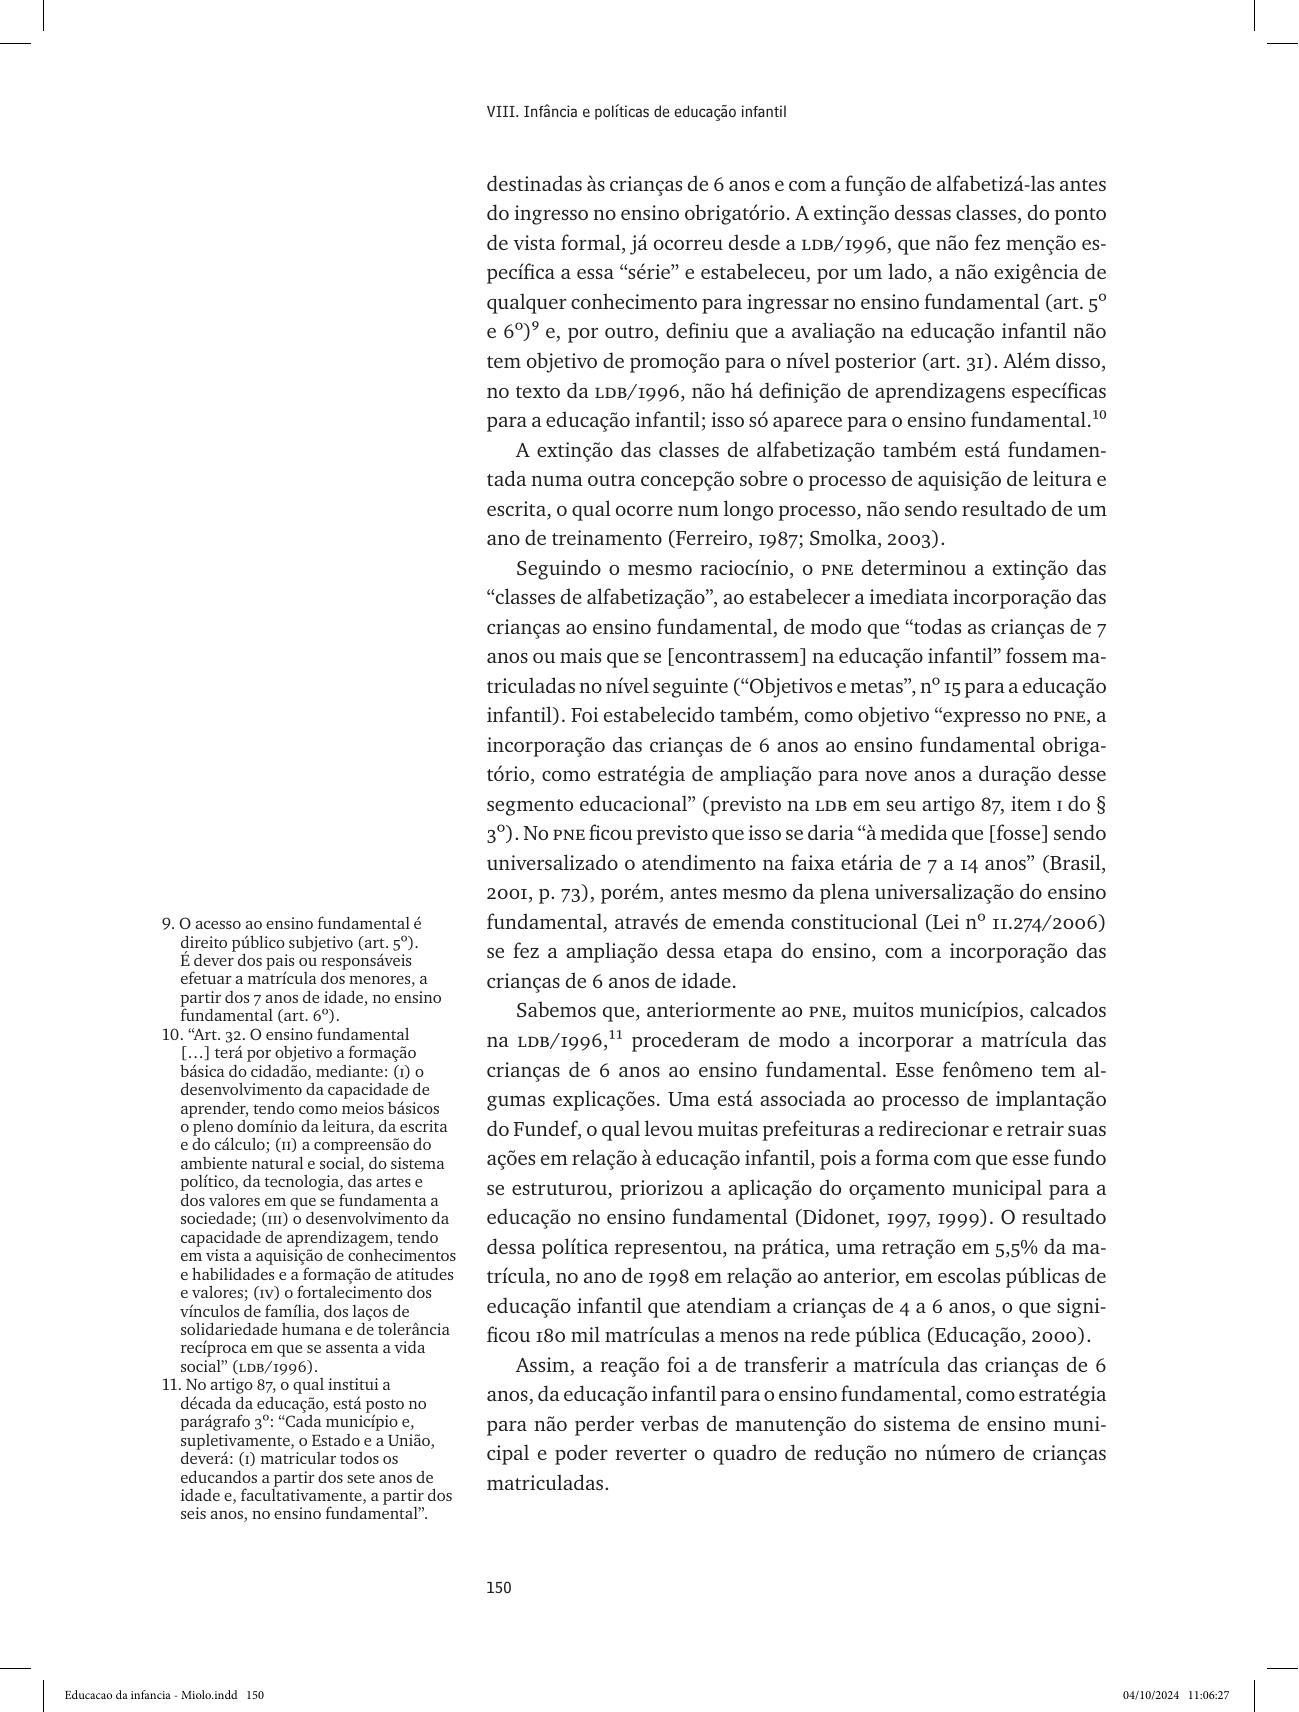 VIII. Infância e políticas de educação infantil
destinadas às crianças de 6 anos e com a função de alfabetizá-las antes
do ingresso no ensino obrigatório. A extinção dessas classes, do ponto
de vista formal, já ocorreu desde a LDB/1996, que não fez menção es-
pecífica a essa “série” e estabeleceu, por um lado, a não exigência de
qualquer conhecimento para ingressar no ensino fundamental (art. 5º
e 6º)⁹ e, por outro, definiu que a avaliação na educação infantil não
tem objetivo de promoção para o nível posterior (art. 31). Além disso,
no texto da LDB/1996, não há definição de aprendizagens específicas
para a educação infantil; isso só aparece para o ensino fundamental.¹⁰
A extinção das classes de alfabetização também está fundamen-
tada numa outra concepção sobre o processo de aquisição de leitura e
escrita, o qual ocorre num longo processo, não sendo resultado de um
ano de treinamento (Ferreiro, 1987; Smolka, 2003).
Seguindo o mesmo raciocínio, o PNE determinou a extinção das
“classes de alfabetização”, ao estabelecer a imediata incorporação das
crianças ao ensino fundamental, de modo que “todas as crianças de 7
anos ou mais que se [encontrassem] na educação infantil” fossem ma-
triculadas no nível seguinte (“Objetivos e metas”, nº 15 para a educação
infantil). Foi estabelecido também, como objetivo “expresso no PNE, a
incorporação das crianças de 6 anos ao ensino fundamental obriga-
tório, como estratégia de ampliação para nove anos a duração desse
segmento educacional” (previsto na LDB em seu artigo 87, item I do §
3º). No PNE ficou previsto que isso se daria “à medida que [fosse] sendo
universalizado o atendimento na faixa etária de 7 a 14 anos” (Brasil,
2001, p. 73), porém, antes mesmo da plena universalização do ensino
fundamental, através de emenda constitucional (Lei nº 11.274/2006)
se fez a ampliação dessa etapa do ensino, com a incorporação das
crianças de 6 anos de idade.
Sabemos que, anteriormente ao PNE, muitos municípios, calcados
na LDB/1996,¹¹ procederam de modo a incorporar a matrícula das
crianças de 6 anos ao ensino fundamental. Esse fenômeno tem al-
gumas explicações. Uma está associada ao processo de implantação
do Fundef, o qual levou muitas prefeituras a redirecionar e retrair suas
ações em relação à educação infantil, pois a forma com que esse fundo
se estruturou, priorizou a aplicação do orçamento municipal para a
educação no ensino fundamental (Didonet, 1997, 1999). O resultado
dessa política representou, na prática, uma retração em 5,5% da ma-
trícula, no ano de 1998 em relação ao anterior, em escolas públicas de
educação infantil que atendiam a crianças de 4 a 6 anos, o que signi-
ficou 180 mil matrículas a menos na rede pública (Educação, 2000).
Assim, a reação foi a de transferir a matrícula das crianças de 6
anos, da educação infantil para o ensino fundamental, como estratégia
para não perder verbas de manutenção do sistema de ensino muni-
cipal e poder reverter o quadro de redução no número de crianças
matriculadas.
9. O acesso ao ensino fundamental é
direito público subjetivo (art. 5º).
É dever dos pais ou responsáveis
efetuar a matrícula dos menores, a
partir dos 7 anos de idade, no ensino
fundamental (art. 6º).
10. “Art. 32. O ensino fundamental
[…] terá por objetivo a formação
básica do cidadão, mediante: (I) o
desenvolvimento da capacidade de
aprender, tendo como meios básicos
o pleno domínio da leitura, da escrita
e do cálculo; (II) a compreensão do
ambiente natural e social, do sistema
político, da tecnologia, das artes e
dos valores em que se fundamenta a
sociedade; (III) o desenvolvimento da
capacidade de aprendizagem, tendo
em vista a aquisição de conhecimentos
e habilidades e a formação de atitudes
e valores; (IV) o fortalecimento dos
vínculos de família, dos laços de
solidariedade humana e de tolerância
recíproca em que se assenta a vida
social” (LDB/1996).
11. No artigo 87, o qual institui a
década da educação, está posto no
parágrafo 3º: “Cada município e,
supletivamente, o Estado e a União,
deverá: (I) matricular todos os
educandos a partir dos sete anos de
idade e, facultativamente, a partir dos
seis anos, no ensino fundamental”.
150
Educacao da infancia - Miolo.indd 150
04/10/2024 11:06:27